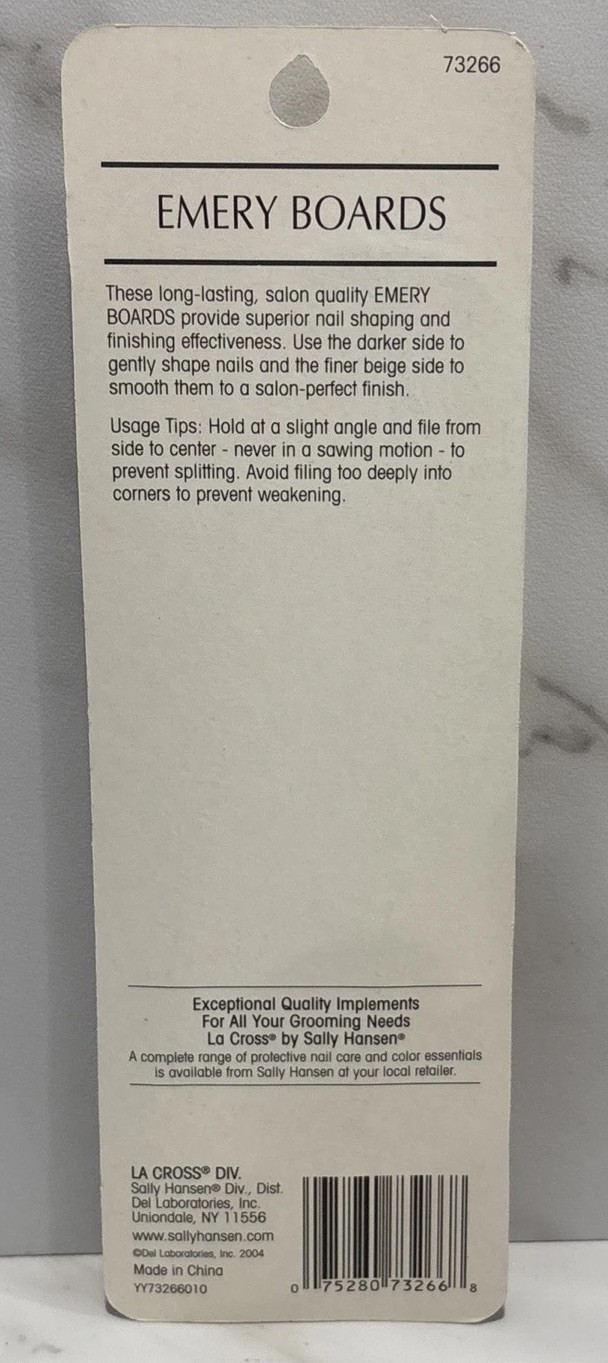 73266
EMERY BOARDS
These long-lasting, salon quality EMERY
BOARDS provide superior nail shaping and
finishing effectiveness. Use the darker side to
gently shape nails and the finer beige side to
smooth them to a salon-perfect finish.
Usage Tips: Hold at a slight angle and file from
side to center - never in a sawing motion - to
prevent splitting. Avoid filing too deeply into
corners to prevent weakening.
Exceptional Quality Implements
For All Your Grooming Needs
La Cross® by Sally Hansen®
A complete range of protective nail care and color essentials
is available from Sally Hansen at your local retailer.
LA CROSS® DIV.
Sally Hansen® Div., Dist.
Del Laboratories, Inc.
Uniondale, NY 11556
www.sallyhansen.com
©Del Laboratories, Inc. 2004
Made in China
YY73266010
0 75280 73266 8